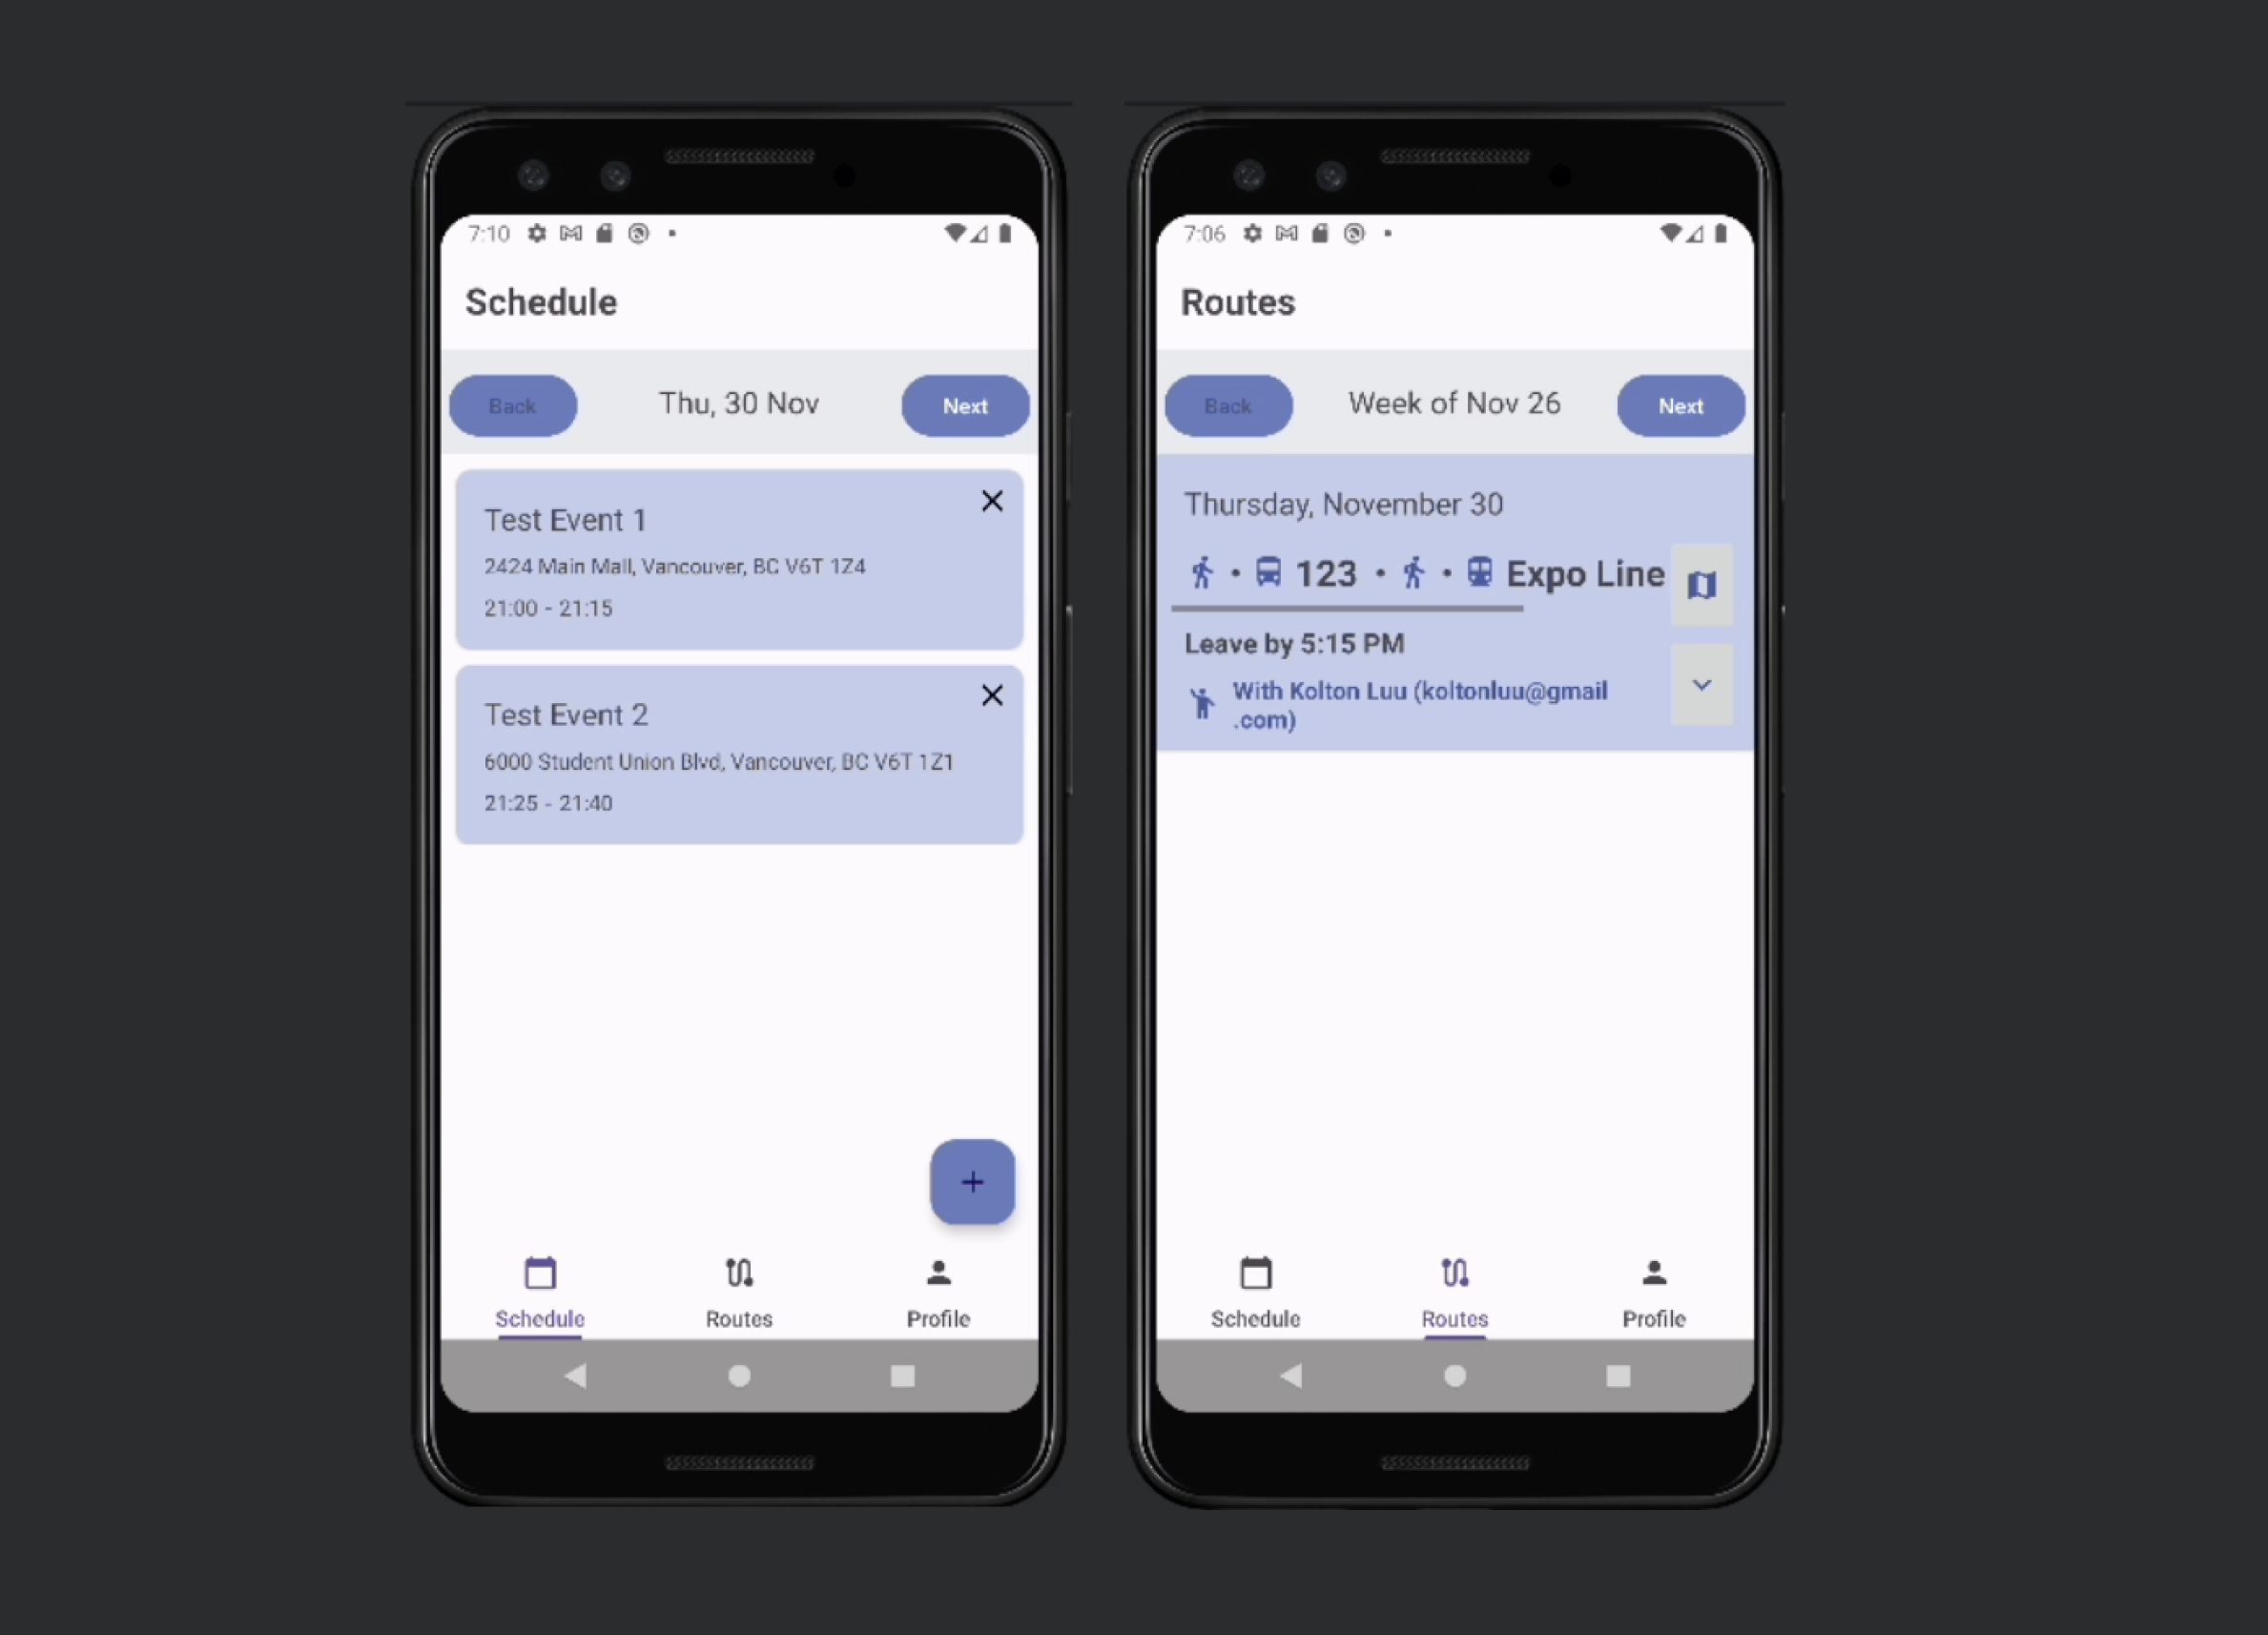 7:10
Schedule
Back
Thu, 30 Nov
Next
Test Event 1
2424 Main Mall, Vancouver, BC V6T 1Z4
21:00 - 21:15
Test Event 2
6000 Student Union Blvd, Vancouver, BC V6T 1Z1
21:25 - 21:40
+
Schedule
Routes
Profile
7:06
Routes
Back
Week of Nov 26
Next
Thursday, November 30
• 123 • • Expo Line
Leave by 5:15 PM
With Kolton Luu (koltonluu@gmail
.com)
Schedule
Routes
Profile